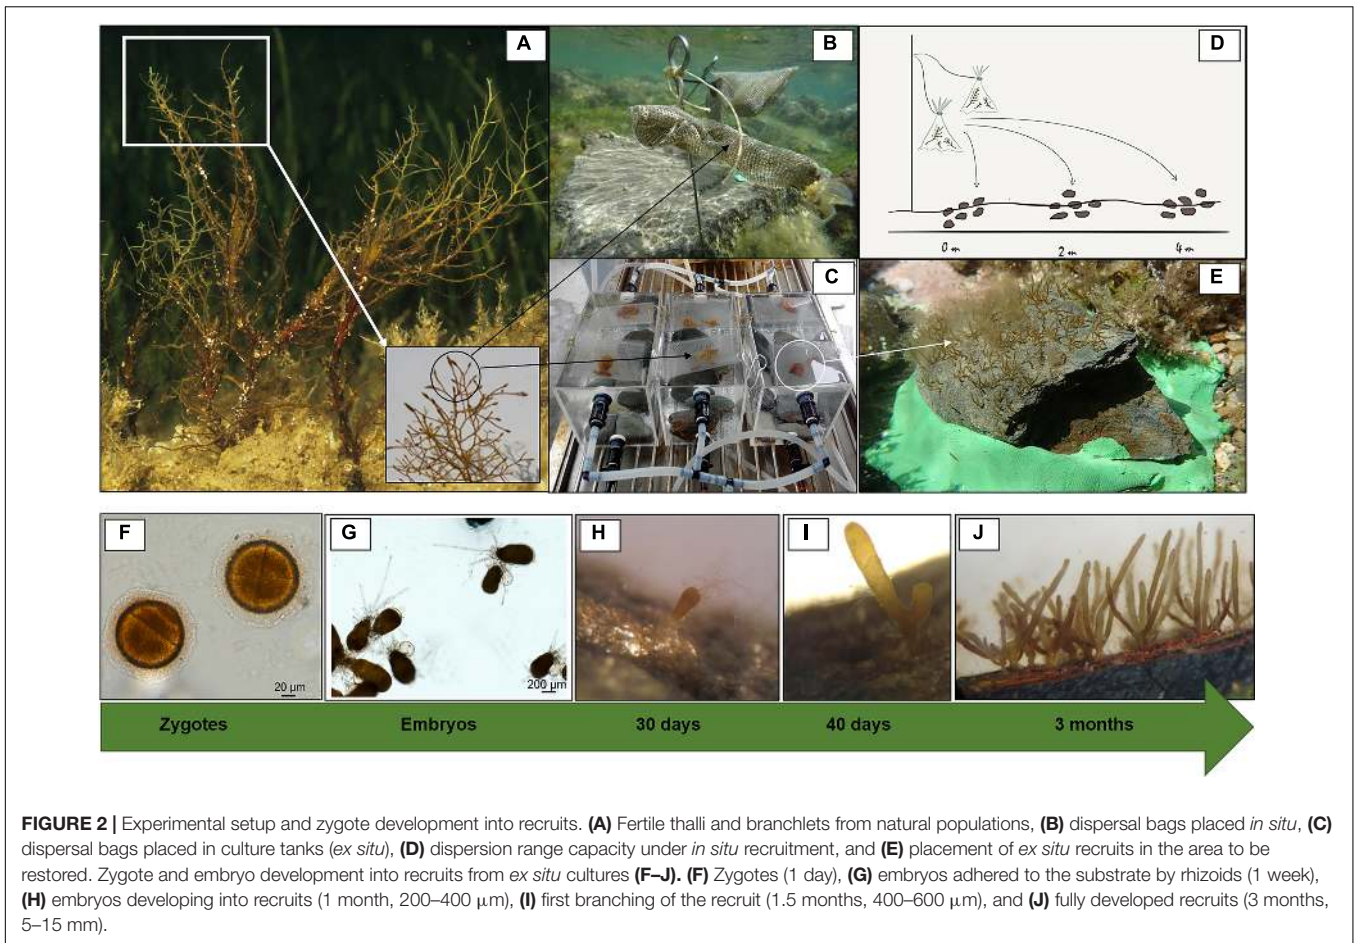 A
B
D
0 m
2 m
4 m
C
E
F
20 µm
G
200 µm
H
I
J
Zygotes
Embryos
30 days
40 days
3 months
FIGURE 2 | Experimental setup and zygote development into recruits. (A) Fertile thalli and branchlets from natural populations, (B) dispersal bags placed in situ, (C)
dispersal bags placed in culture tanks (ex situ), (D) dispersion range capacity under in situ recruitment, and (E) placement of ex situ recruits in the area to be
restored. Zygote and embryo development into recruits from ex situ cultures (F–J). (F) Zygotes (1 day), (G) embryos adhered to the substrate by rhizoids (1 week),
(H) embryos developing into recruits (1 month, 200–400 µm), (I) first branching of the recruit (1.5 months, 400–600 µm), and (J) fully developed recruits (3 months,
5–15 mm).